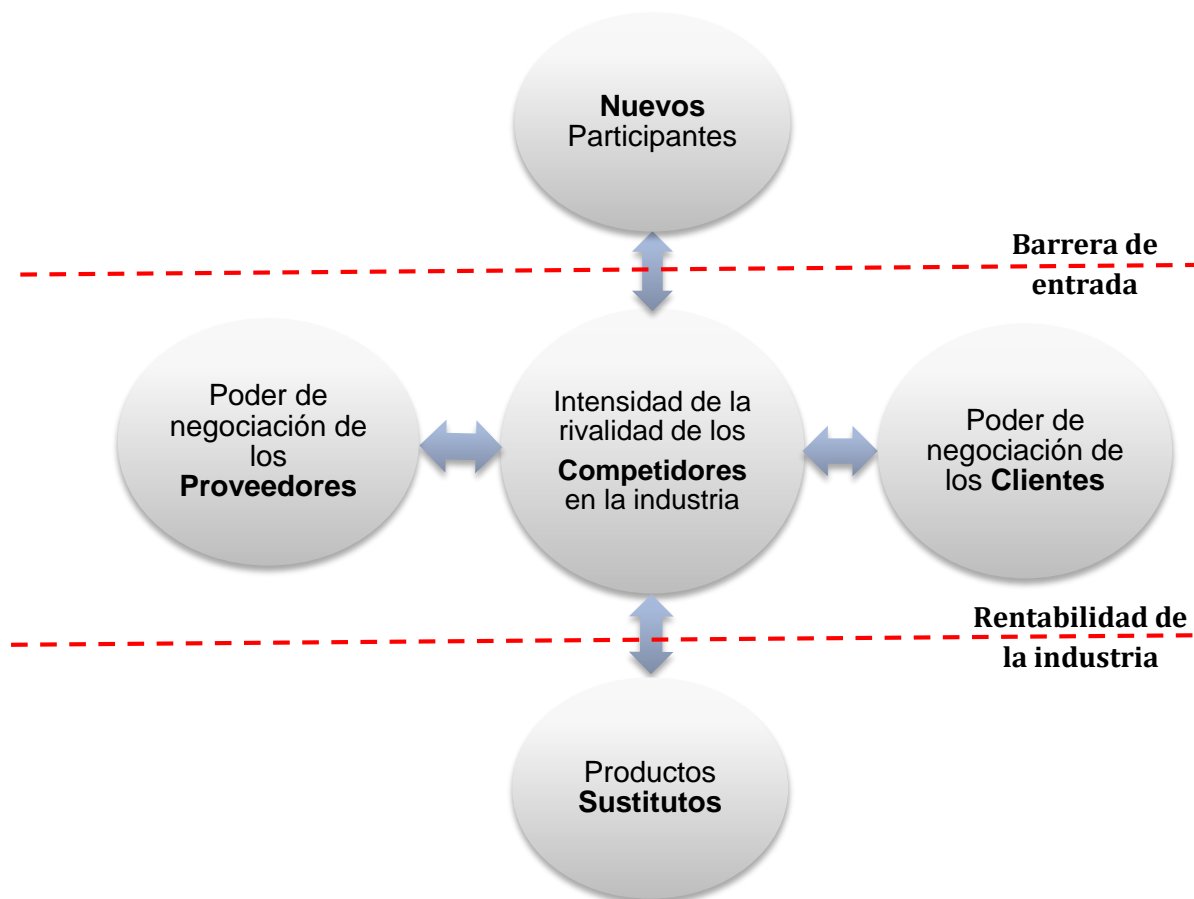 Nuevos
Participantes
Barrera de
entrada
Poder de
negociación de
los
Proveedores
Intensidad de la
rivalidad de los
Competidores
en la industria
Poder de
negociación de
los Clientes
Rentabilidad de
la industria
Productos
Sustitutos